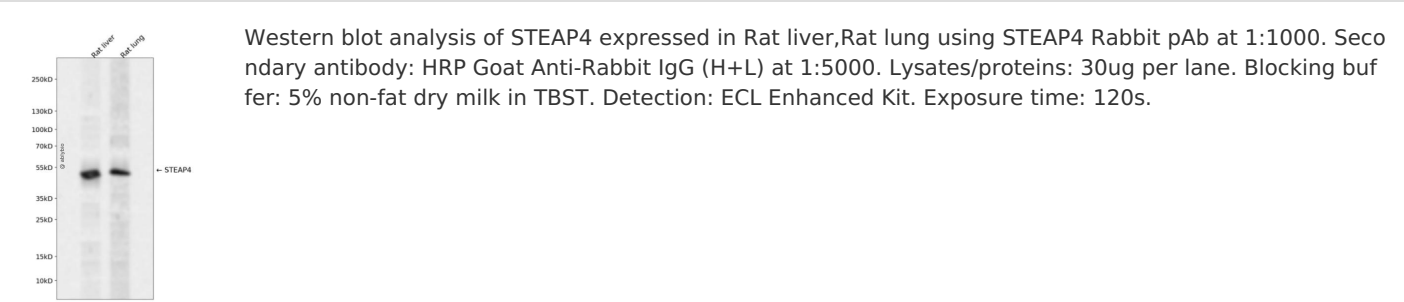 Rat liver
Rat lung
Western blot analysis of STEAP4 expressed in Rat liver,Rat lung using STEAP4 Rabbit pAb at 1:1000. Seco
ndary antibody: HRP Goat Anti-Rabbit IgG (H+L) at 1:5000. Lysates/proteins: 30ug per lane. Blocking buf
fer: 5% non-fat dry milk in TBST. Detection: ECL Enhanced Kit. Exposure time: 120s.
250kD
130kD
100kD
70kD
55kD
← STEAP4
35kD
25kD
15kD
10kD